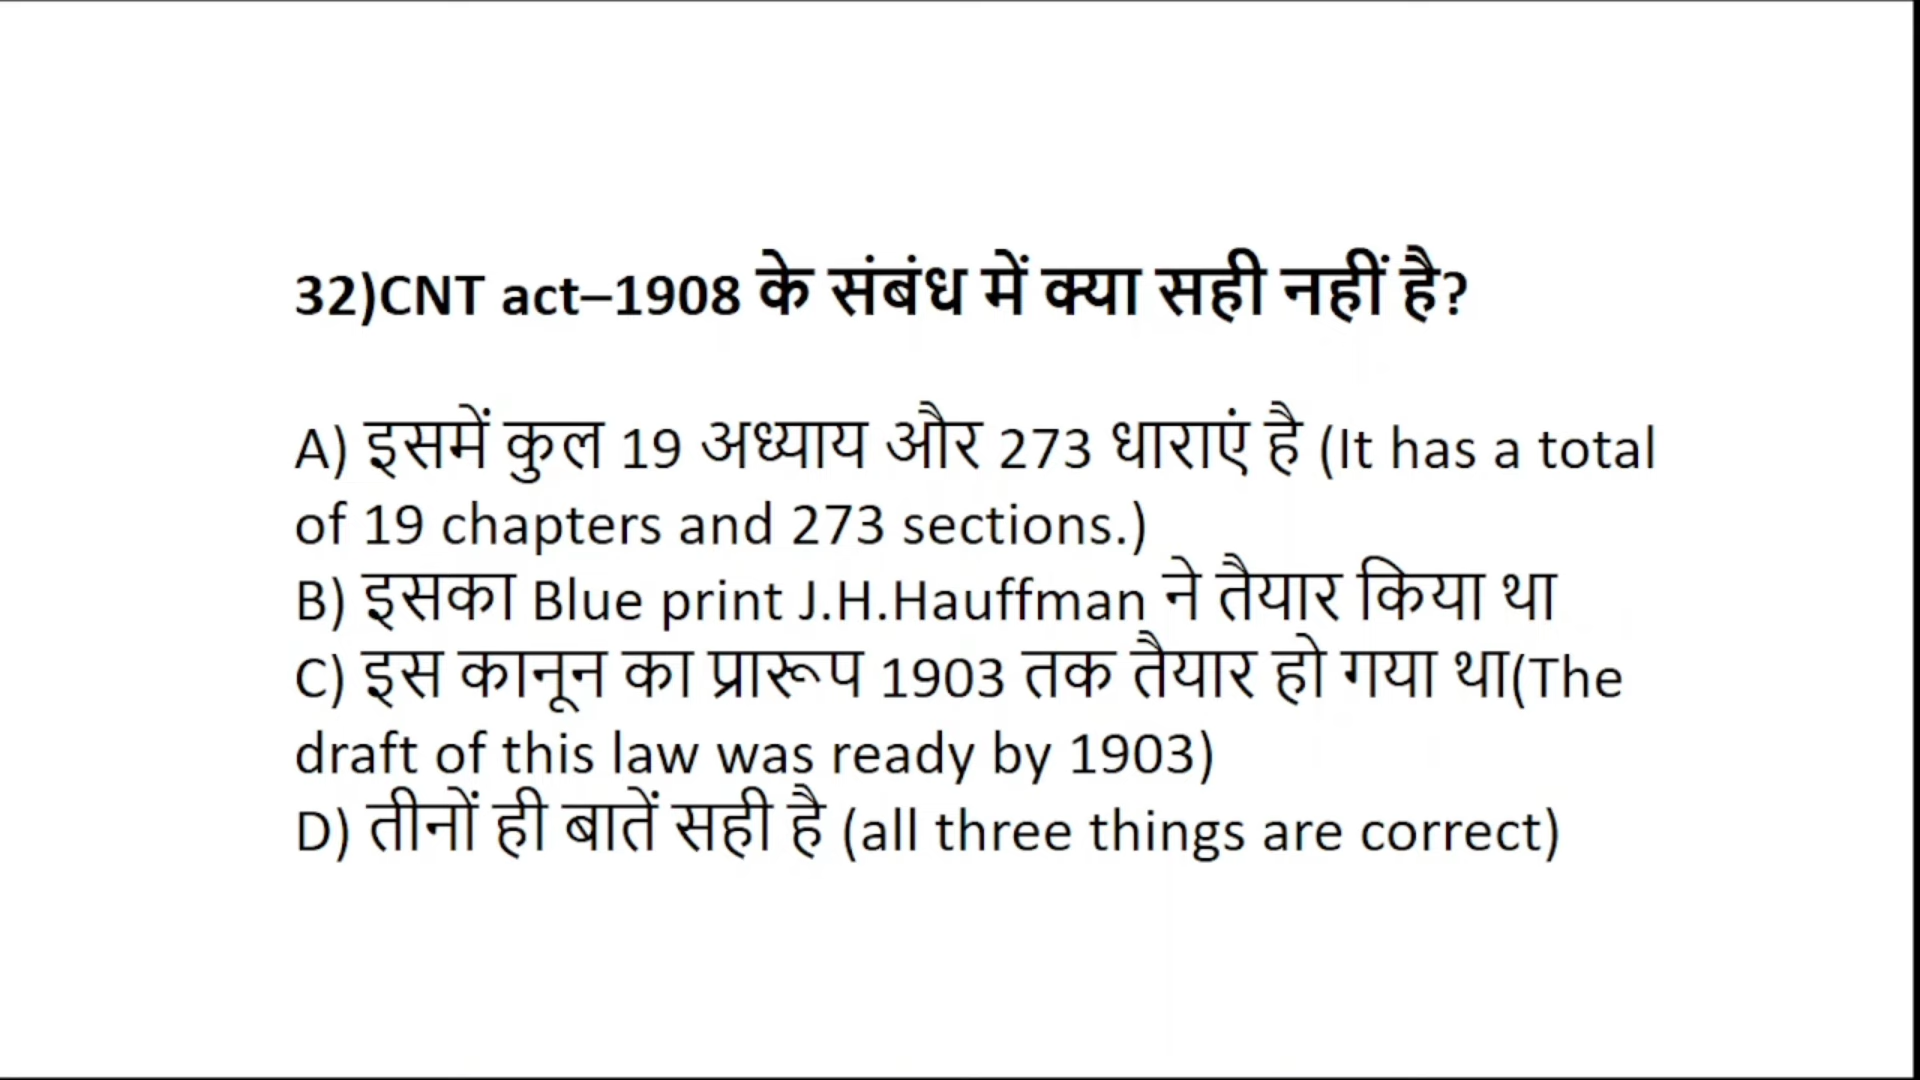 32)CNT act–1908 के संबंध में क्या सही नहीं है?
A) इसमें कुल 19 अध्याय और 273 धाराएं है (It has a total
of 19 chapters and 273 sections.)
B) इसका Blue print J.H.Hauffman ने तैयार किया था
C) इस कानून का प्रारूप 1903 तक तैयार हो गया था(The
draft of this law was ready by 1903)
D) तीनों ही बातें सही है (all three things are correct)